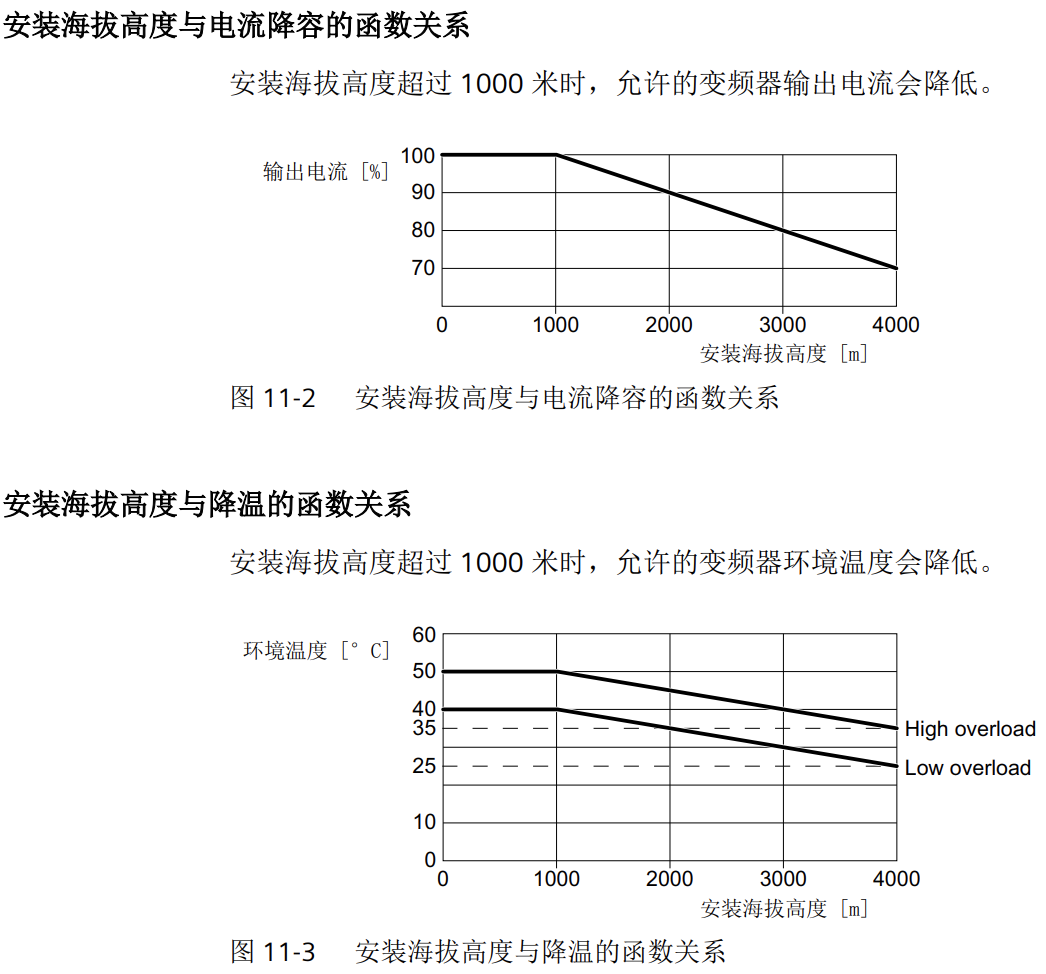 安装海拔高度与电流降容的函数关系
安装海拔高度超过 1000 米时，允许的变频器输出电流会降低。
输出电流 [%]
100
90
80
70
0 1000 2000 3000 4000
安装海拔高度 [m]
图 11-2 安装海拔高度与电流降容的函数关系
安装海拔高度与降温的函数关系
安装海拔高度超过 1000 米时，允许的变频器环境温度会降低。
环境温度 [° C]
60
50
40
35
High overload
25
Low overload
10
0
0 1000 2000 3000 4000
安装海拔高度 [m]
图 11-3 安装海拔高度与降温的函数关系